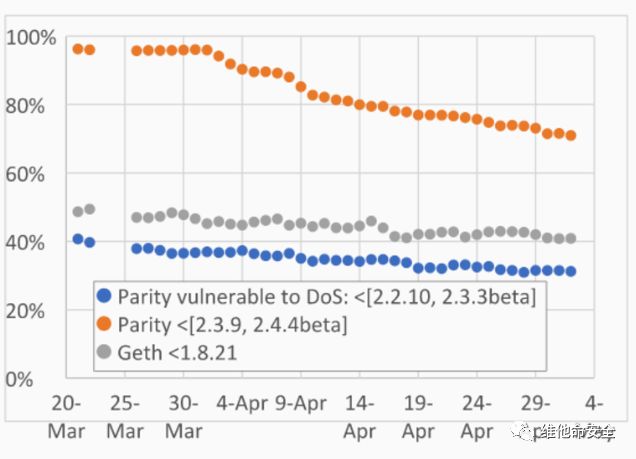 100%
80%
60%
40%
20%
0%
Parity vulnerable to DoS: <[2.2.10, 2.3.3beta]
Parity <[2.3.9, 2.4.4beta]
Geth <1.8.21
20- 25- 30- 4-Apr 9-Apr 14- 19- 24- 29- 4-
Mar Mar Mar Apr Apr Apr
维他命安全